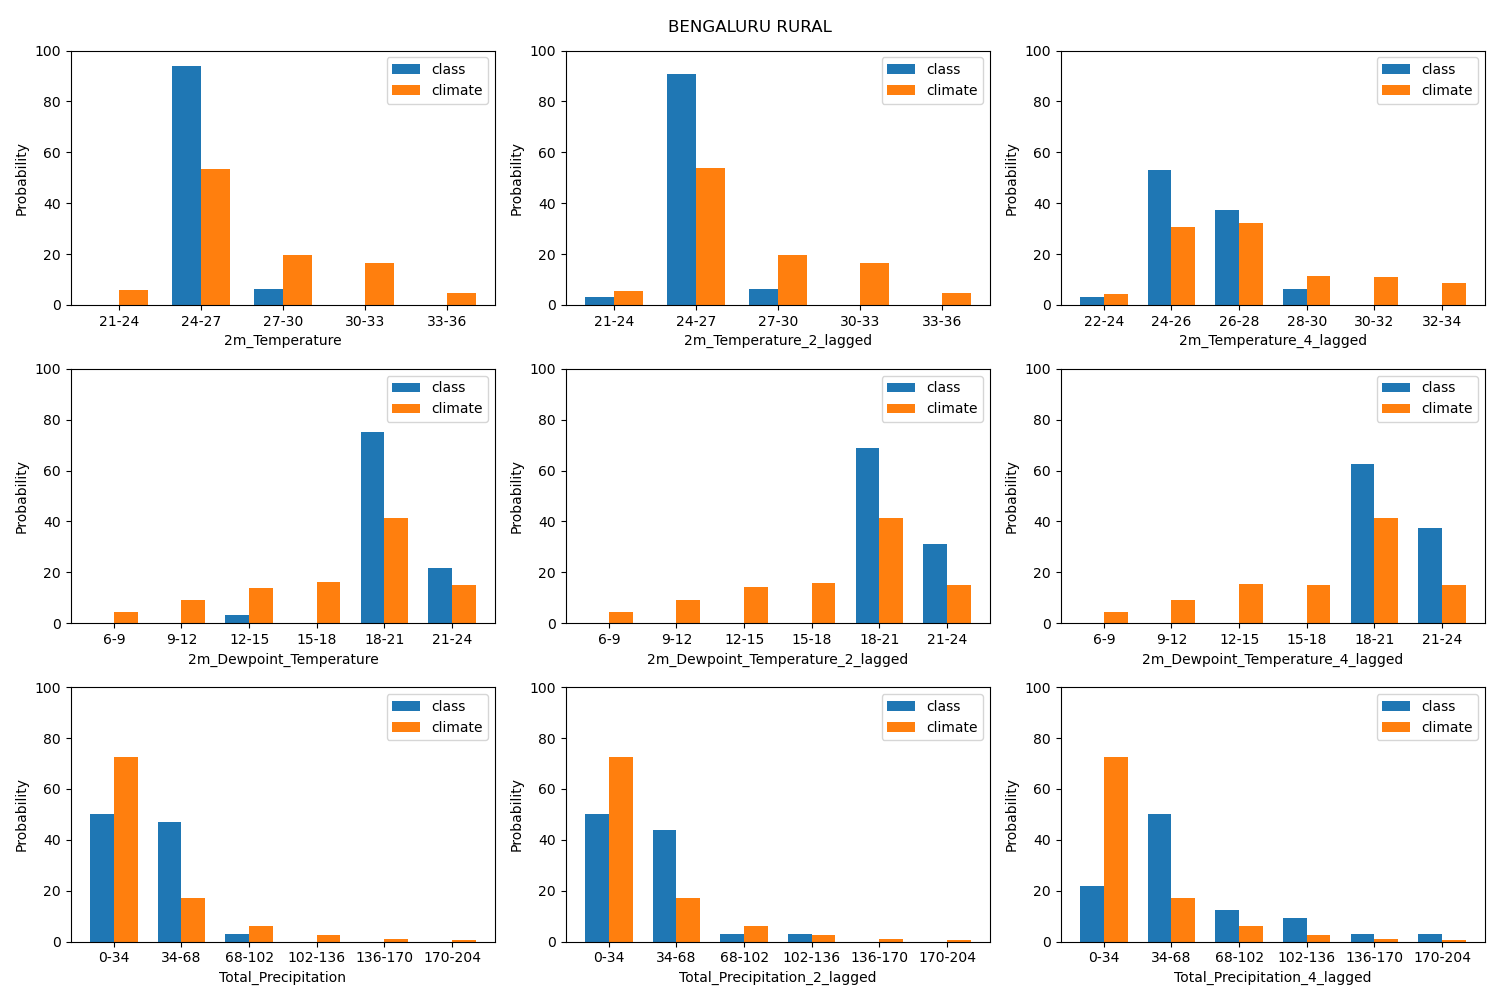 BENGALURU RURAL
100
80
60
40
20
0
Probability
class
climate
21-24 24-27 27-30 30-33 33-36
2m_Temperature
100
80
60
40
20
0
Probability
class
climate
21-24 24-27 27-30 30-33 33-36
2m_Temperature_2_lagged
100
80
60
40
20
0
Probability
class
climate
22-24 24-26 26-28 28-30 30-32 32-34
2m_Temperature_4_lagged
100
80
60
40
20
0
Probability
class
climate
6-9 9-12 12-15 15-18 18-21 21-24
2m_Dewpoint_Temperature
100
80
60
40
20
0
Probability
class
climate
6-9 9-12 12-15 15-18 18-21 21-24
2m_Dewpoint_Temperature_2_lagged
100
80
60
40
20
0
Probability
class
climate
6-9 9-12 12-15 15-18 18-21 21-24
2m_Dewpoint_Temperature_4_lagged
100
80
60
40
20
0
Probability
class
climate
0-34 34-68 68-102 102-136 136-170 170-204
Total_Precipitation
100
80
60
40
20
0
Probability
class
climate
0-34 34-68 68-102 102-136 136-170 170-204
Total_Precipitation_2_lagged
100
80
60
40
20
0
Probability
class
climate
0-34 34-68 68-102 102-136 136-170 170-204
Total_Precipitation_4_lagged